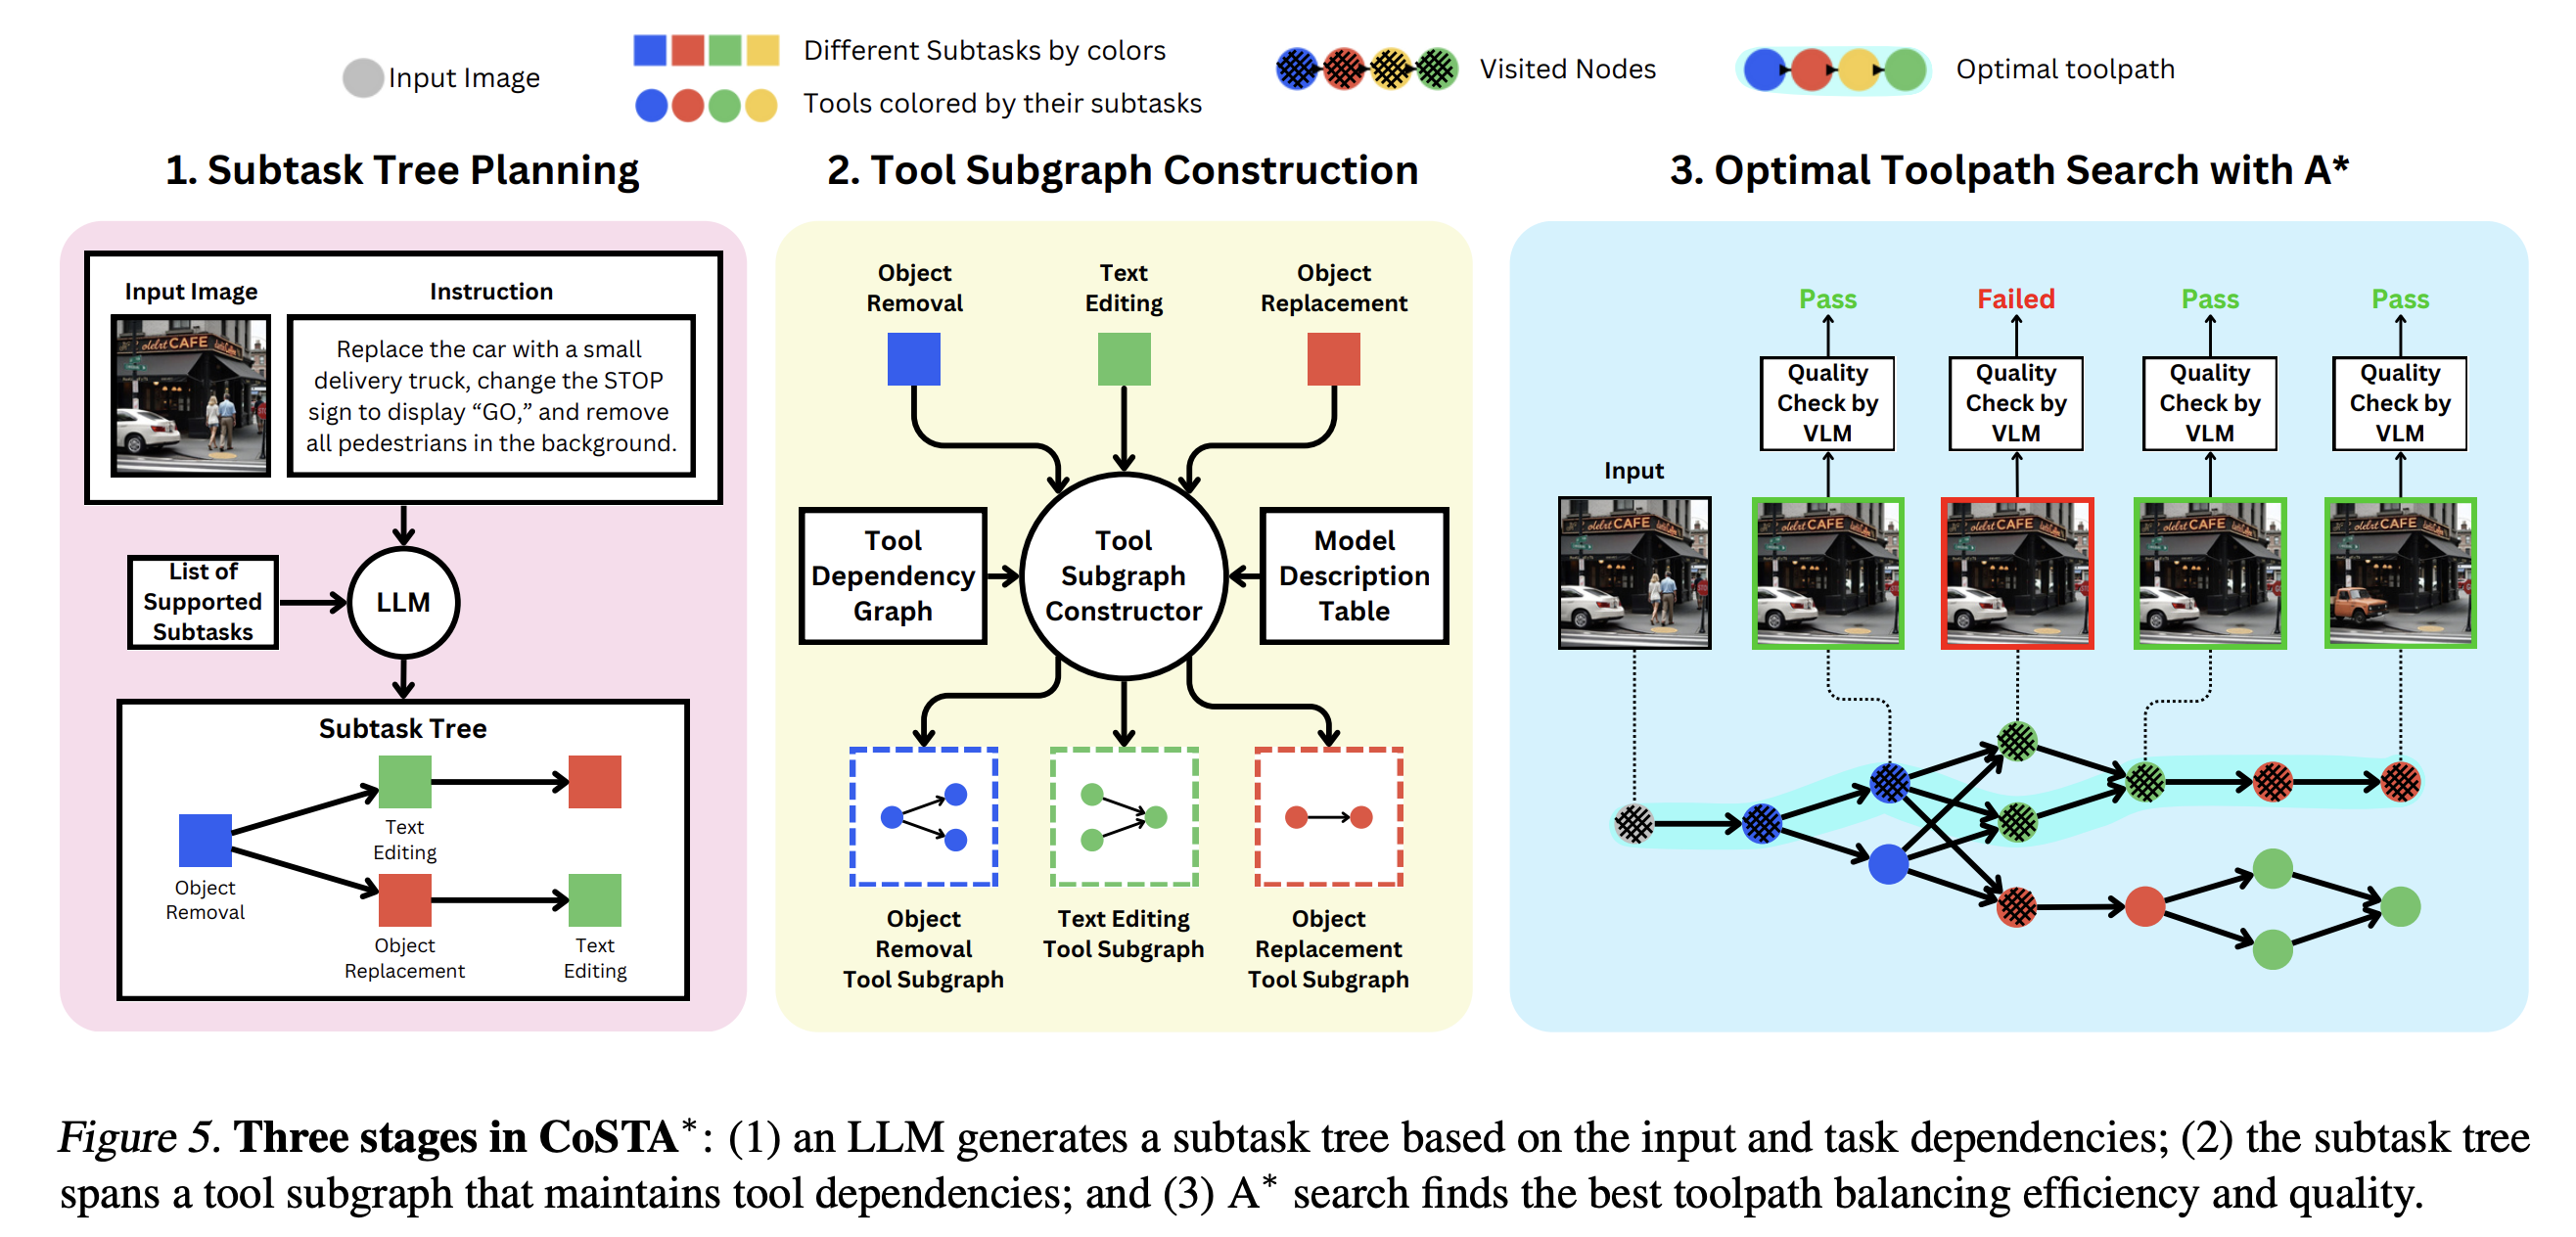 Input Image
Different Subtasks by colors
Tools colored by their subtasks
Visited Nodes
Optimal toolpath
1. Subtask Tree Planning
Input Image
Instruction
CAFE
Replace the car with a small
delivery truck, change the STOP
sign to display “GO,” and remove
all pedestrians in the background.
List of
Supported
Subtasks
LLM
Subtask Tree
Object
Removal
Text
Editing
Object
Replacement
Text
Editing
2. Tool Subgraph Construction
Object
Removal
Text
Editing
Object
Replacement
Tool
Dependency
Graph
Tool
Subgraph
Constructor
Model
Description
Table
Object
Removal
Tool Subgraph
Text Editing
Tool Subgraph
Object
Replacement
Tool Subgraph
3. Optimal Toolpath Search with A*
Pass
Failed
Pass
Pass
Quality
Check by
VLM
Quality
Check by
VLM
Quality
Check by
VLM
Quality
Check by
VLM
Input
CAFE
CAFE
CAFE
CAFE
CAFE
Figure 5. Three stages in CoSTA*: (1) an LLM generates a subtask tree based on the input and task dependencies; (2) the subtask tree
spans a tool subgraph that maintains tool dependencies; and (3) A* search finds the best toolpath balancing efficiency and quality.